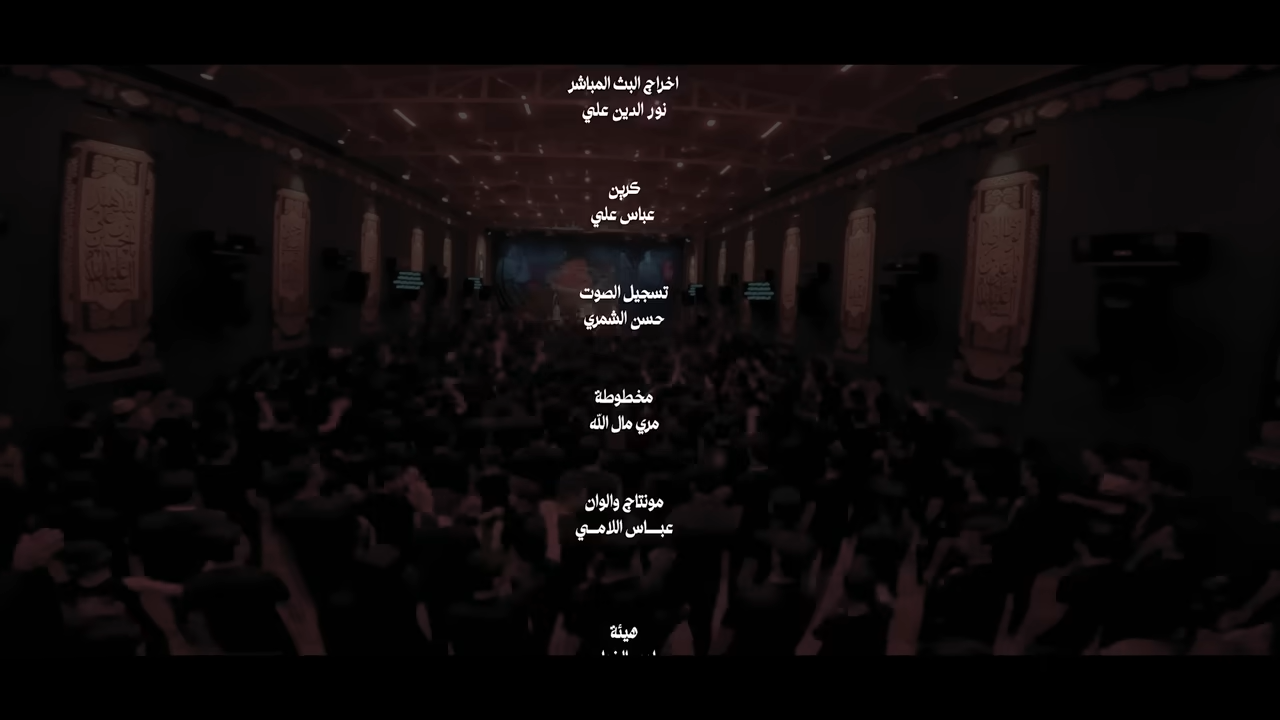 اخراج البث المباشر
نور الدين علي
كرين
عباس علي
تسجيل الصوت
حسن الشمري
مخطوطة
مري مال الله
مونتاج والوان
عبـــاس اللامـــي
هيئة